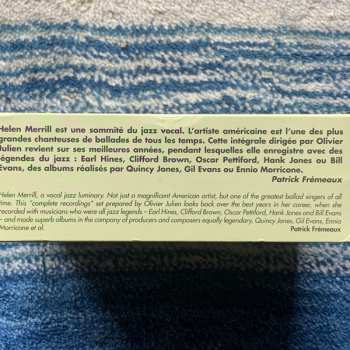 Helen Merrill est une sommité du jazz vocal. L'artiste américaine est l'une des plus
grandes chanteuses de ballades de tous les temps. Cette intégrale dirigée par Olivier
Julien revient sur ses meilleures années, pendant lesquelles elle enregistre avec des
légendes du jazz : Earl Hines, Clifford Brown, Oscar Pettiford, Hank Jones ou Bill
Evans, des albums réalisés par Quincy Jones, Gil Evans ou Ennio Morricone.
Patrick Frémeaux
Helen Merrill, a vocal jazz luminary. Not just a magnificent American artist, but one of the greatest ballad singers of all
time. This "complete recordings" set prepared by Olivier Julien looks back over the best years in her career, when she
recorded with musicians who were all jazz legends – Earl Hines, Clifford Brown, Oscar Pettiford, Hank Jones and Bill Evans
– and made superb albums in the company of producers and composers equally legendary, Quincy Jones, Gil Evans, Ennio
Morricone et al.
Patrick Frémeaux